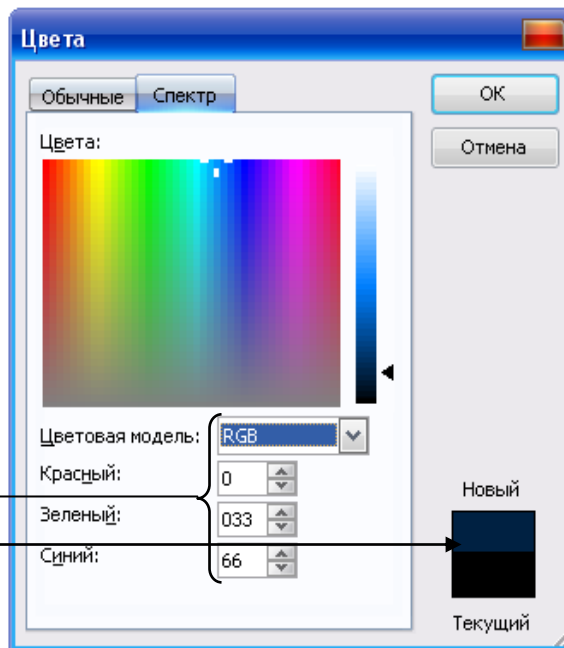 Цвета
Обычные Спектр
ОК
Отмена
Цвета:
Цветовая модель: RGB
Красный: 0
Зеленый: 033
Синий: 66
Новый
Текущий